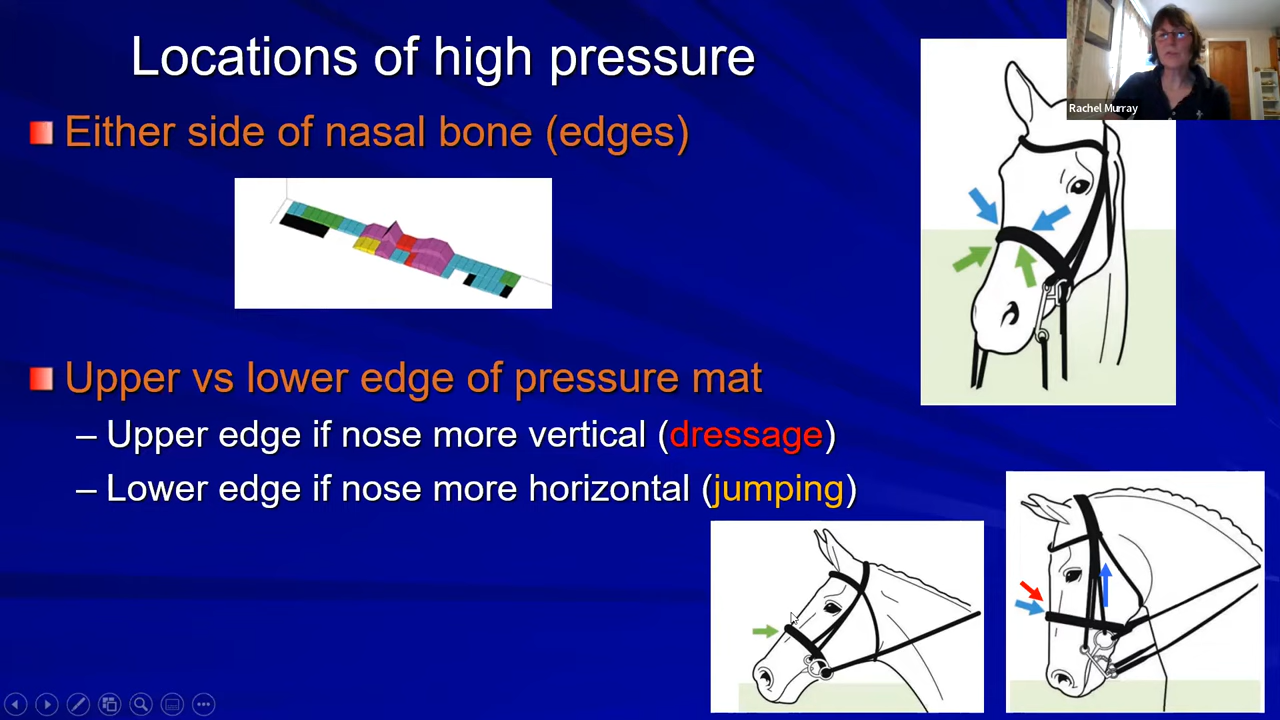 Locations of high pressure
Either side of nasal bone (edges)
Upper vs lower edge of pressure mat
– Upper edge if nose more vertical (dressage)
– Lower edge if nose more horizontal (jumping)
Rachel Murray